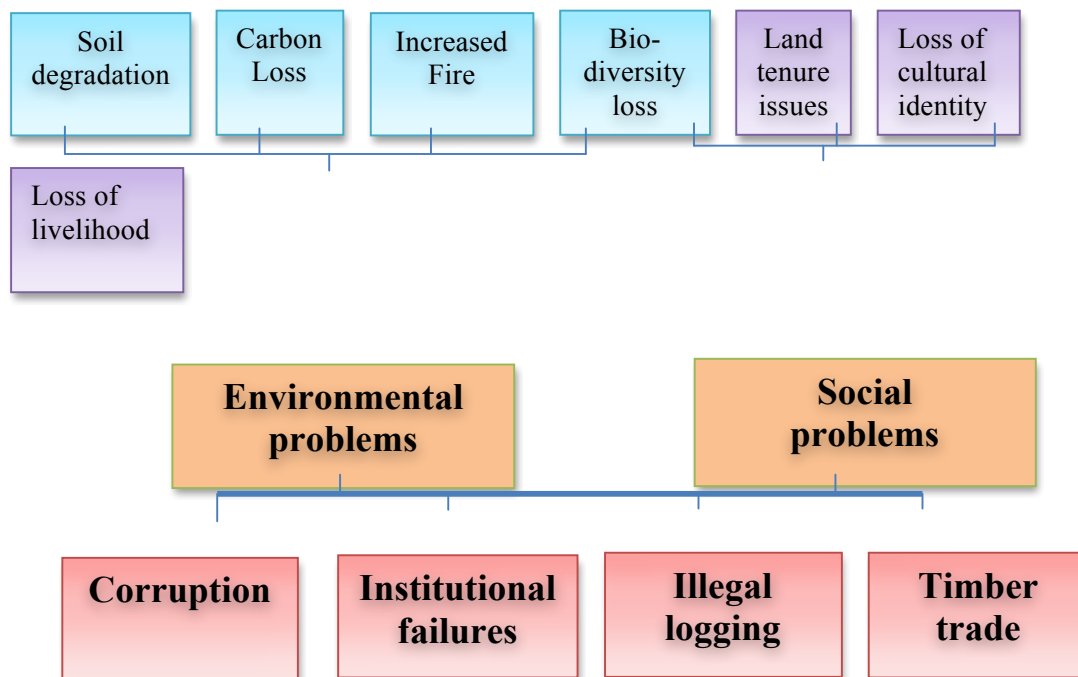 Soil
degradation
Carbon
Loss
Increased
Fire
Bio-
diversity
loss
Land
tenure
issues
Loss of
cultural
identity
Loss of
livelihood
Environmental
problems
Social
problems
Corruption
Institutional
failures
Illegal
logging
Timber
trade